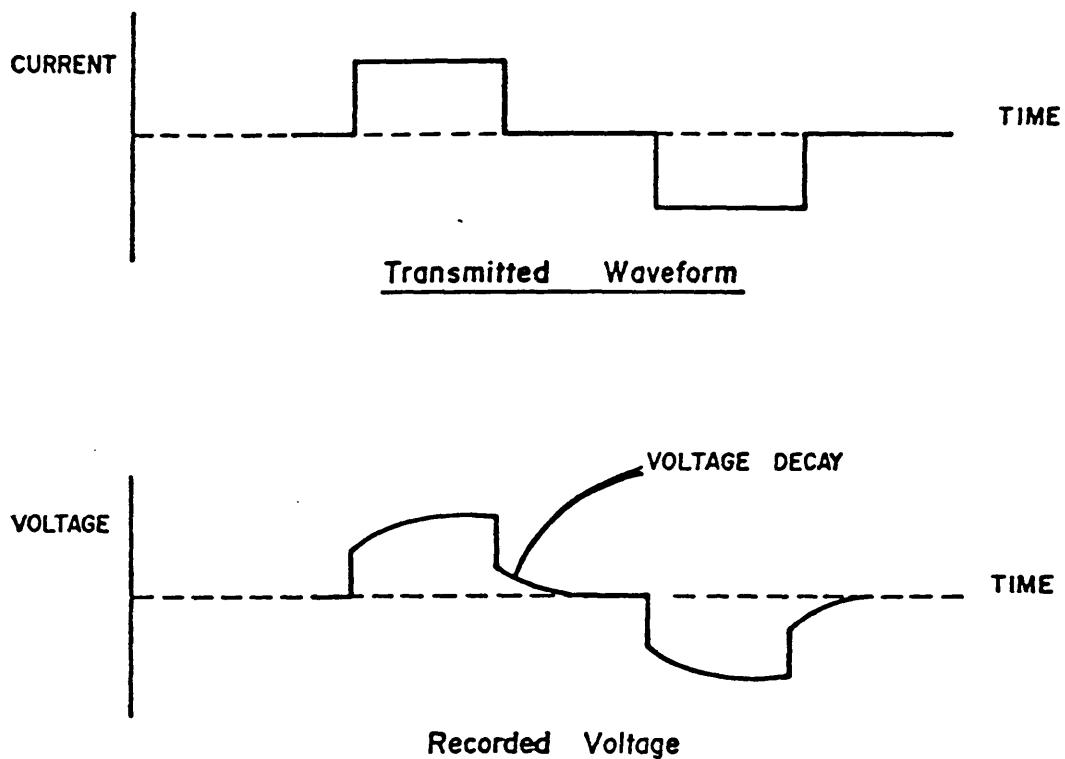 CURRENT
TIME
Transmitted Waveform
VOLTAGE DECAY
VOLTAGE
TIME
Recorded Voltage